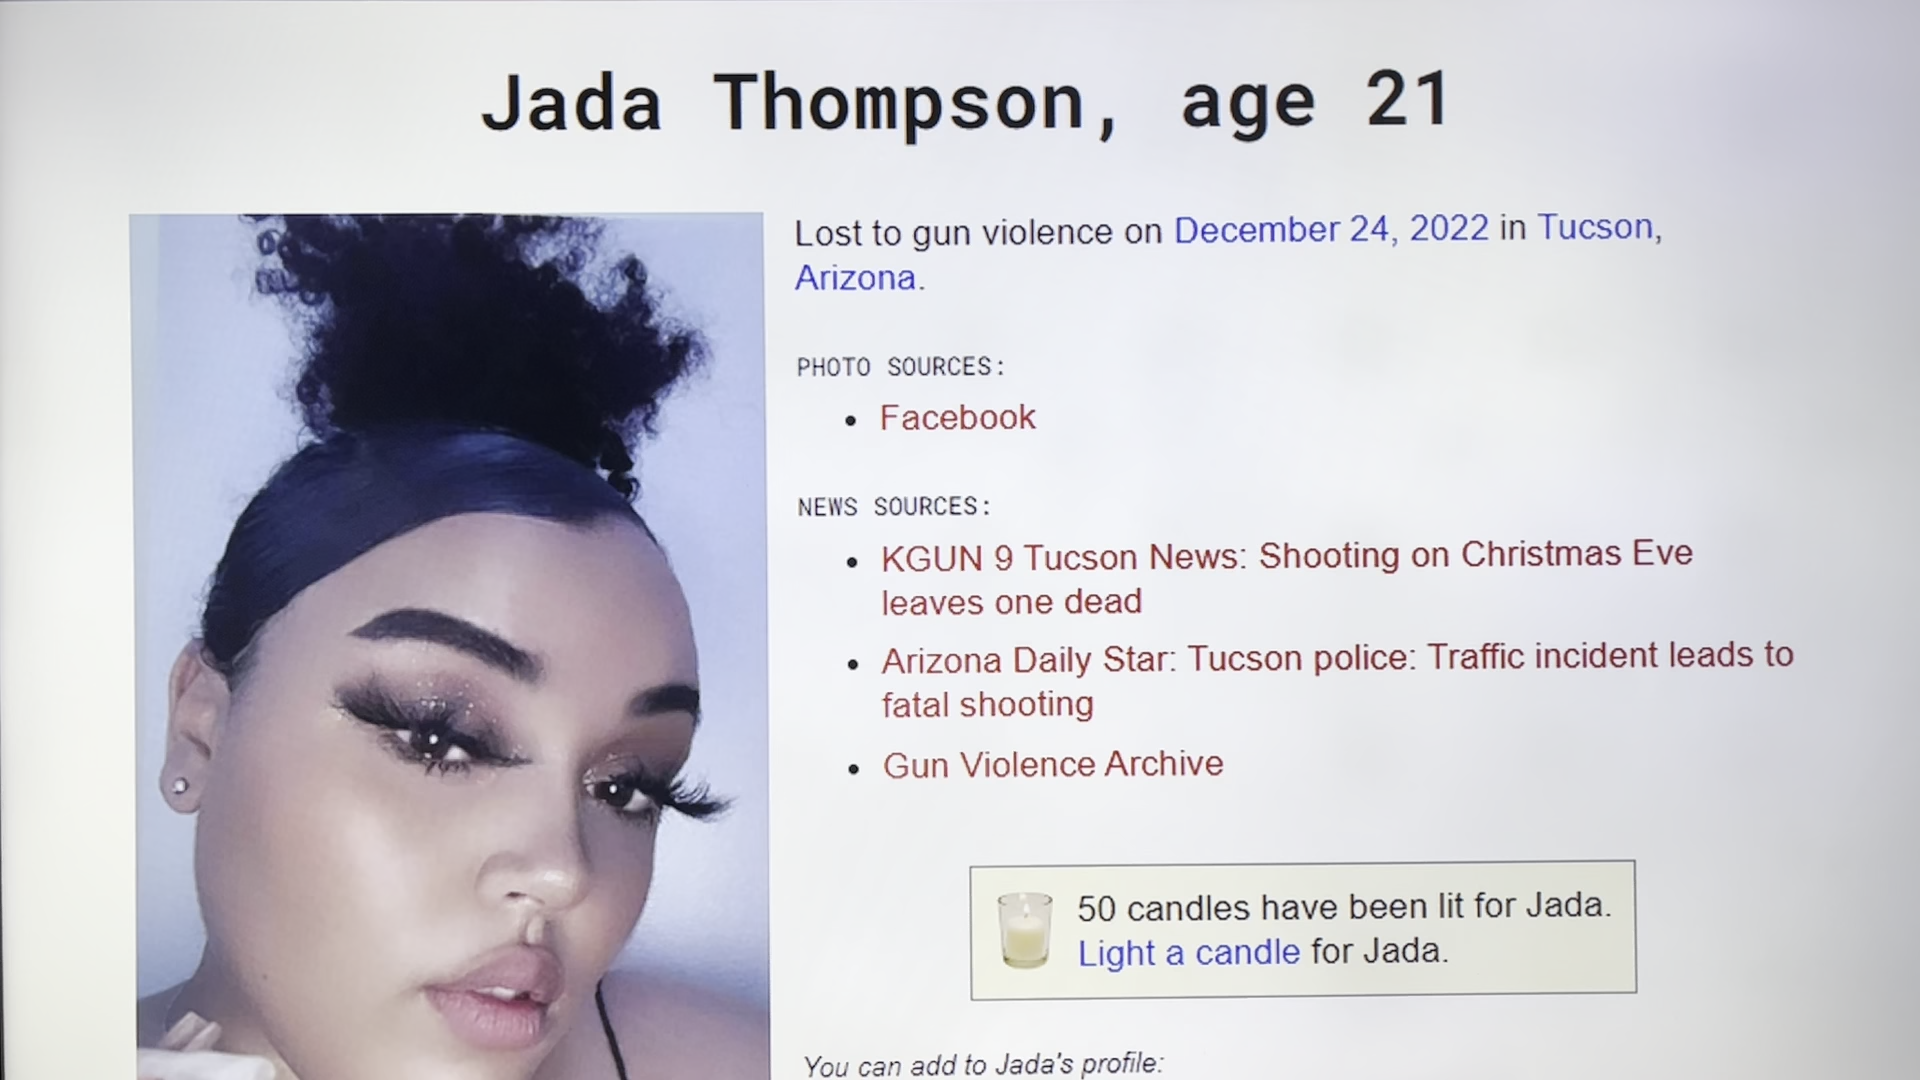 Jada Thompson, age 21
Lost to gun violence on December 24, 2022 in Tucson,
Arizona.
PHOTO SOURCES:
• Facebook
NEWS SOURCES:
• KGUN 9 Tucson News: Shooting on Christmas Eve
leaves one dead
• Arizona Daily Star: Tucson police: Traffic incident leads to
fatal shooting
• Gun Violence Archive
50 candles have been lit for Jada.
Light a candle for Jada.
You can add to Jada's profile: